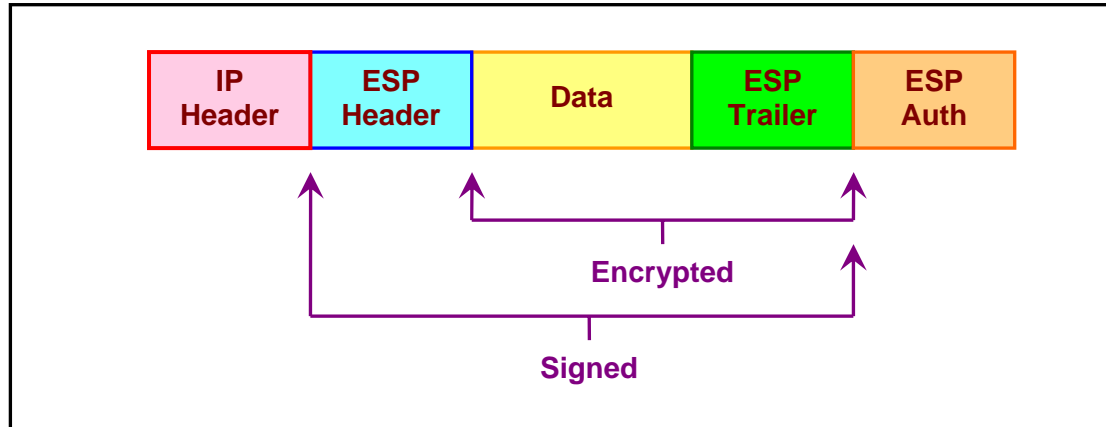 IP
Header
ESP
Header
Data
ESP
Trailer
ESP
Auth
Encrypted
Signed